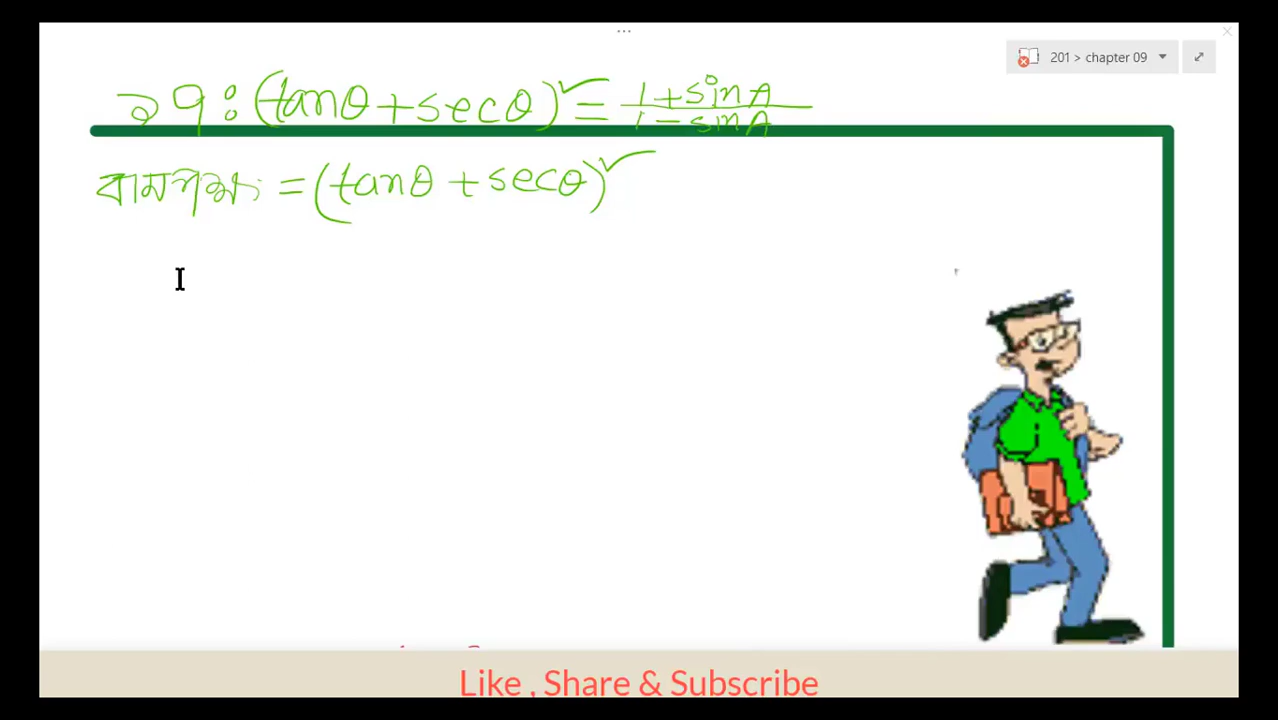 201 > chapter 09
২৭: (tanθ + secθ)² = 1 + sinA / 1 - sinA
বামপক্ষ = (tanθ + secθ)²
Like , Share & Subscribe